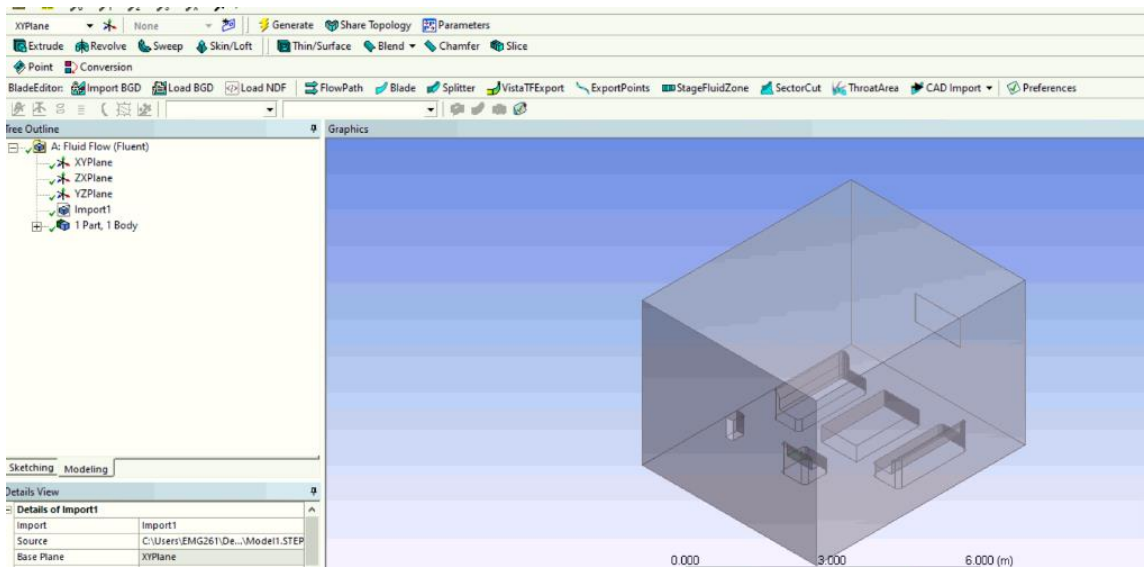 XYPlane None Generate Share Topology Parameters
Extrude Revolve Sweep Skin/Loft Thin/Surface Blend Chamfer Slice
Point Conversion
BladeEditor: Import BGD Load BGD Load NDF FlowPath Blade Splitter VistaTFExport ExportPoints StageFluidZone SectorCut ThroatArea CAD Import Preferences
Tree Outline
Graphics
A: Fluid Flow (Fluent)
XYPlane
ZXPlane
YZPlane
Import1
1 Part, 1 Body
Sketching Modeling
Details View
Details of Import1
Import Import1
Source C:\Users\EMG261\De...\Model1.STEP
Base Plane XYPlane
0.000 3.000 6.000 (m)